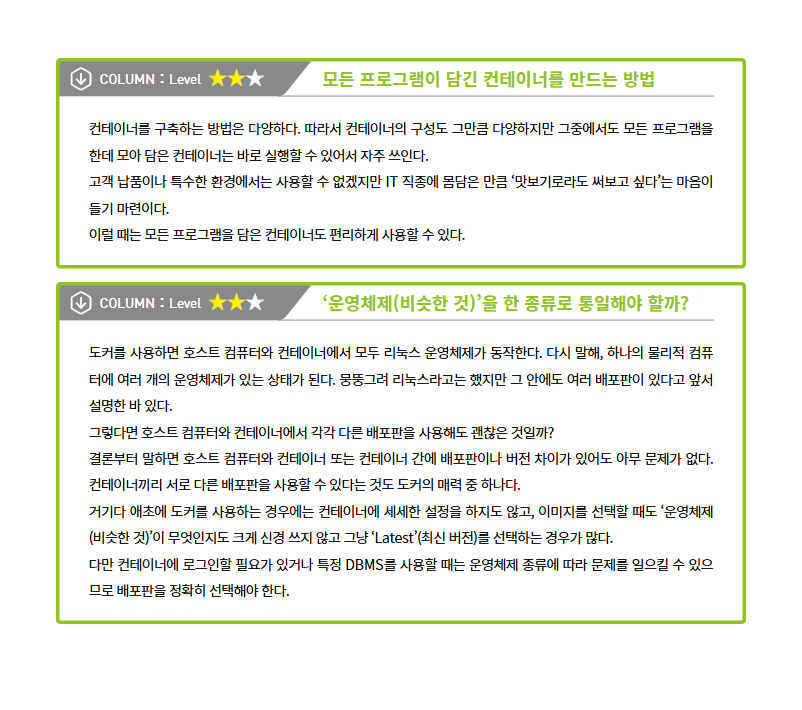 COLUMN : Level ★★★ 모든 프로그램이 담긴 컨테이너를 만드는 방법
컨테이너를 구축하는 방법은 다양하다. 따라서 컨테이너의 구성도 그만큼 다양하지만 그중에서도 모든 프로그램을
한데 모아 담은 컨테이너는 바로 실행할 수 있어서 자주 쓰인다.
고객 납품이나 특수한 환경에서는 사용할 수 없겠지만 IT 직종에 몸담은 만큼 ‘맛보기로라도 써보고 싶다’는 마음이
들기 마련이다.
이럴 때는 모든 프로그램을 담은 컨테이너도 편리하게 사용할 수 있다.
COLUMN : Level ★★★ ‘운영체제(비슷한 것)’을 한 종류로 통일해야 할까?
도커를 사용하면 호스트 컴퓨터와 컨테이너에서 모두 리눅스 운영체제가 동작한다. 다시 말해, 하나의 물리적 컴퓨
터에 여러 개의 운영체제가 있는 상태가 된다. 뭉뚱그려 리눅스라고는 했지만 그 안에도 여러 배포판이 있다고 앞서
설명한 바 있다.
그렇다면 호스트 컴퓨터와 컨테이너에서 각각 다른 배포판을 사용해도 괜찮은 것일까?
결론부터 말하면 호스트 컴퓨터와 컨테이너 또는 컨테이너 간에 배포판이나 버전 차이가 있어도 아무 문제가 없다.
컨테이너끼리 서로 다른 배포판을 사용할 수 있다는 것도 도커의 매력 중 하나다.
거기다 애초에 도커를 사용하는 경우에는 컨테이너에 세세한 설정을 하지도 않고, 이미지를 선택할 때도 ‘운영체제
(비슷한 것)’이 무엇인지도 크게 신경 쓰지 않고 그냥 ‘Latest’(최신 버전)를 선택하는 경우가 많다.
다만 컨테이너에 로그인할 필요가 있거나 특정 DBMS를 사용할 때는 운영체제 종류에 따라 문제를 일으킬 수 있으
므로 배포판을 정확히 선택해야 한다.